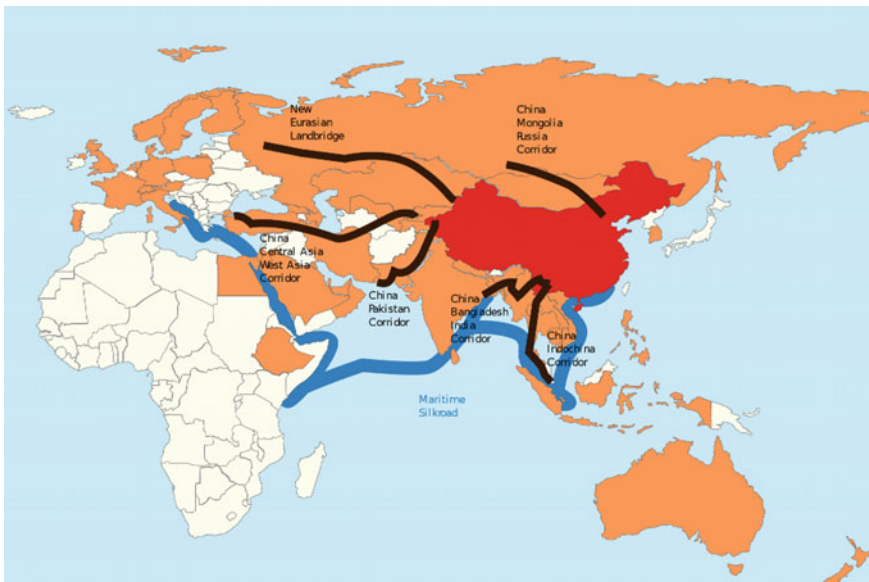 New
Eurasian
Landbridge
China
Mongolia
Russia
Corridor
China
Central Asia
West Asia
Corridor
China
Pakistan
Corridor
China
Bangladesh
India
Corridor
China
Indochina
Corridor
Maritime
Silkroad